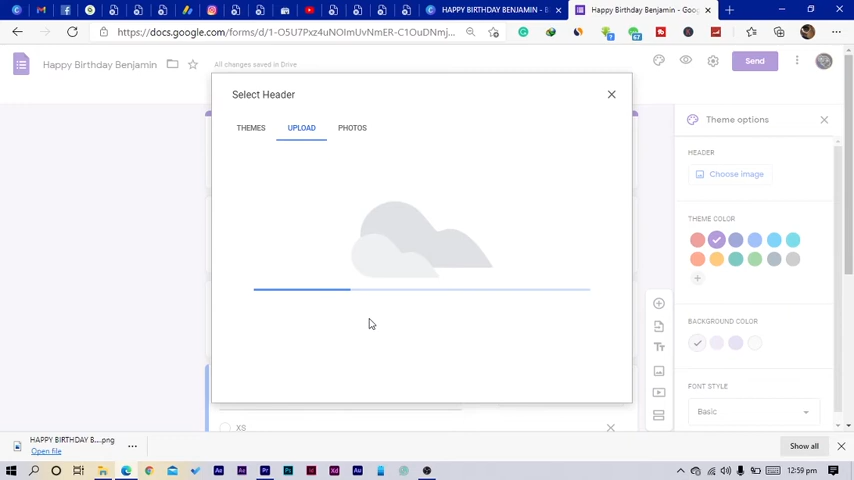 HAPPY BIRTHDAY BENJAMIN - B
Happy Birthday Benjamin - Goo
https://docs.google.com/forms/d/1-O5U7Pxz4uNOlmUvNmER-C1OuDNmj...
Happy Birthday Benjamin
All changes saved in Drive
Send
Select Header
THEMES
UPLOAD
PHOTOS
Theme options
HEADER
Choose image
THEME COLOR
BACKGROUND COLOR
FONT STYLE
Basic
XS
HAPPY BIRTHDAY B....png
Open file
Show all
12:59 pm